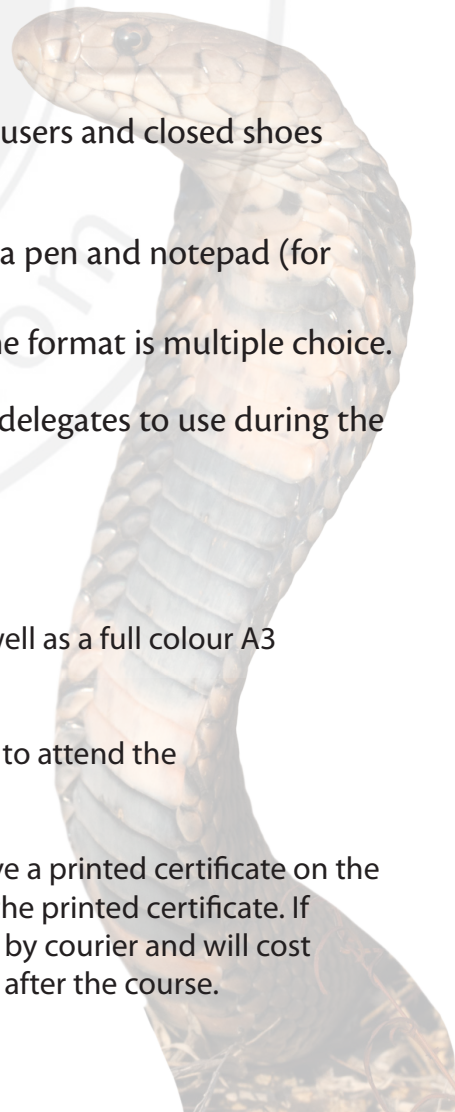 users and closed shoes
a pen and notepad (for
e format is multiple choice.
delegates to use during the
well as a full colour A3
to attend the
ve a printed certificate on the
he printed certificate. If
by courier and will cost
after the course.
om